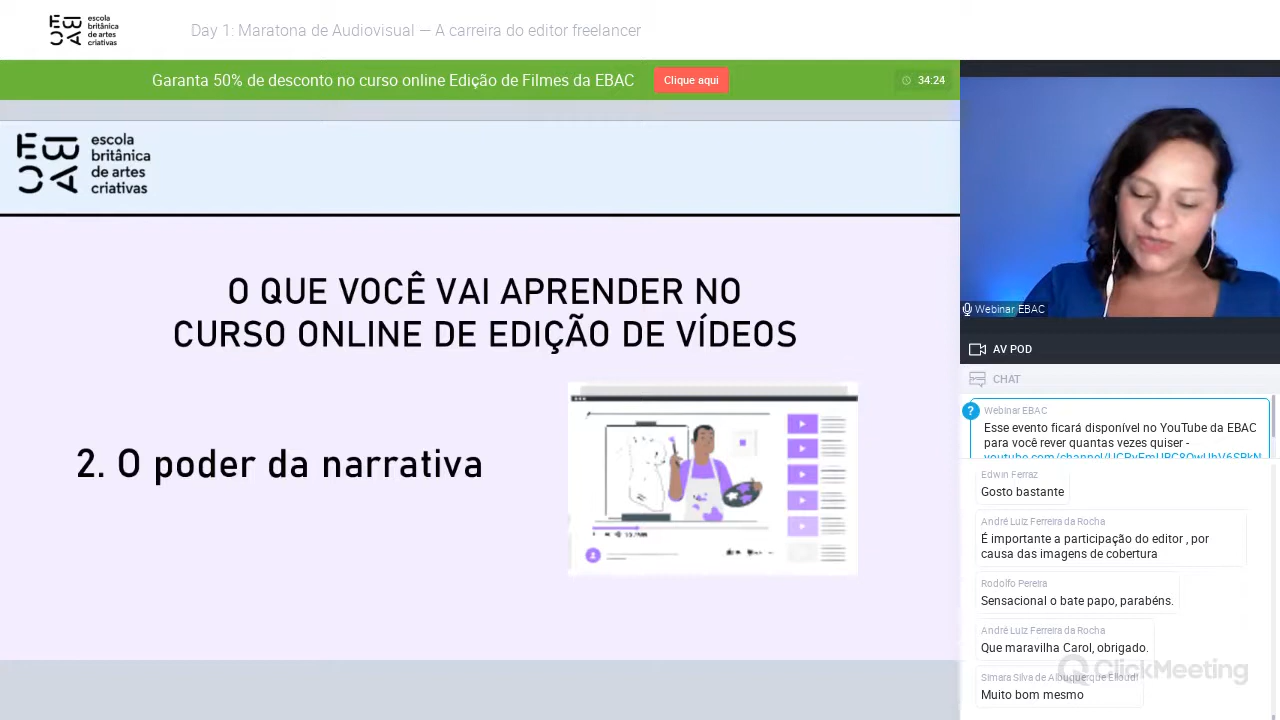 escola
britânica
de artes
criativas
Day 1: Maratona de Audiovisual — A carreira do editor freelancer
Garanta 50% de desconto no curso online Edição de Filmes da EBAC
Clique aqui
34:24
escola
britânica
de artes
criativas
O QUE VOCÊ VAI APRENDER NO
CURSO ONLINE DE EDIÇÃO DE VÍDEOS
2. O poder da narrativa
Webinar EBAC
AV POD
CHAT
?
Webinar EBAC
Esse evento ficará disponível no YouTube da EBAC
para você rever quantas vezes quiser -
Edwin Ferraz
Gosto bastante
André Luiz Ferreira da Rocha
É importante a participação do editor , por
causa das imagens de cobertura
Rodolfo Pereira
Sensacional o bate papo, parabéns.
André Luiz Ferreira da Rocha
Que maravilha Carol, obrigado.
ClickMeeting
Simara Silva de Albuquerque
Muito bom mesmo